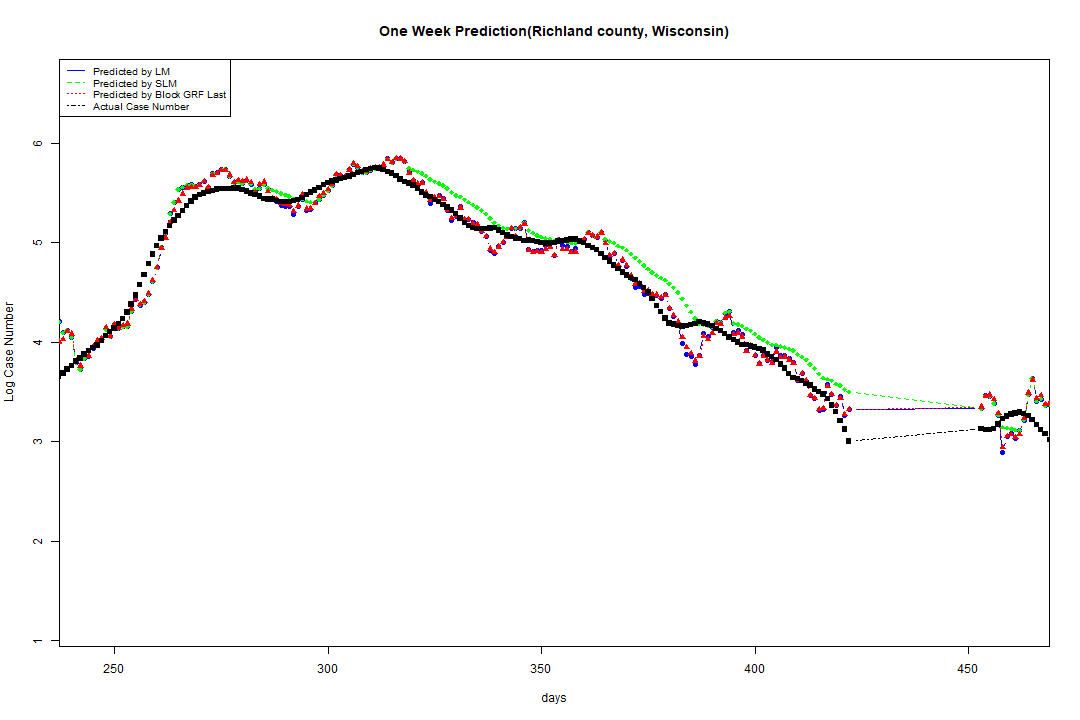 One Week Prediction(Richland county, Wisconsin)
Predicted by LM
Predicted by SLM
Predicted by Block GRF Last
Actual Case Number
Log Case Number
6
5
4
3
2
1
250 300 350 400 450
days